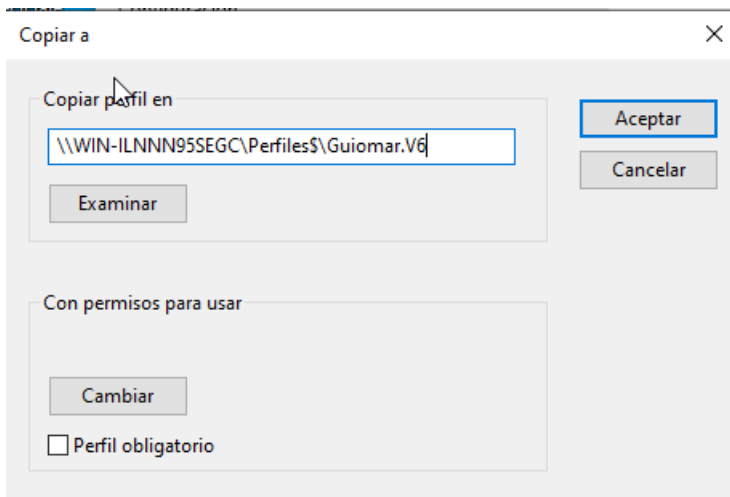 Copiar a
Copiar perfil en
\\WIN-ILNNN95SEGC\Perfiles$\Guiomar.V6
Aceptar
Cancelar
Examinar
Con permisos para usar
Cambiar
Perfil obligatorio